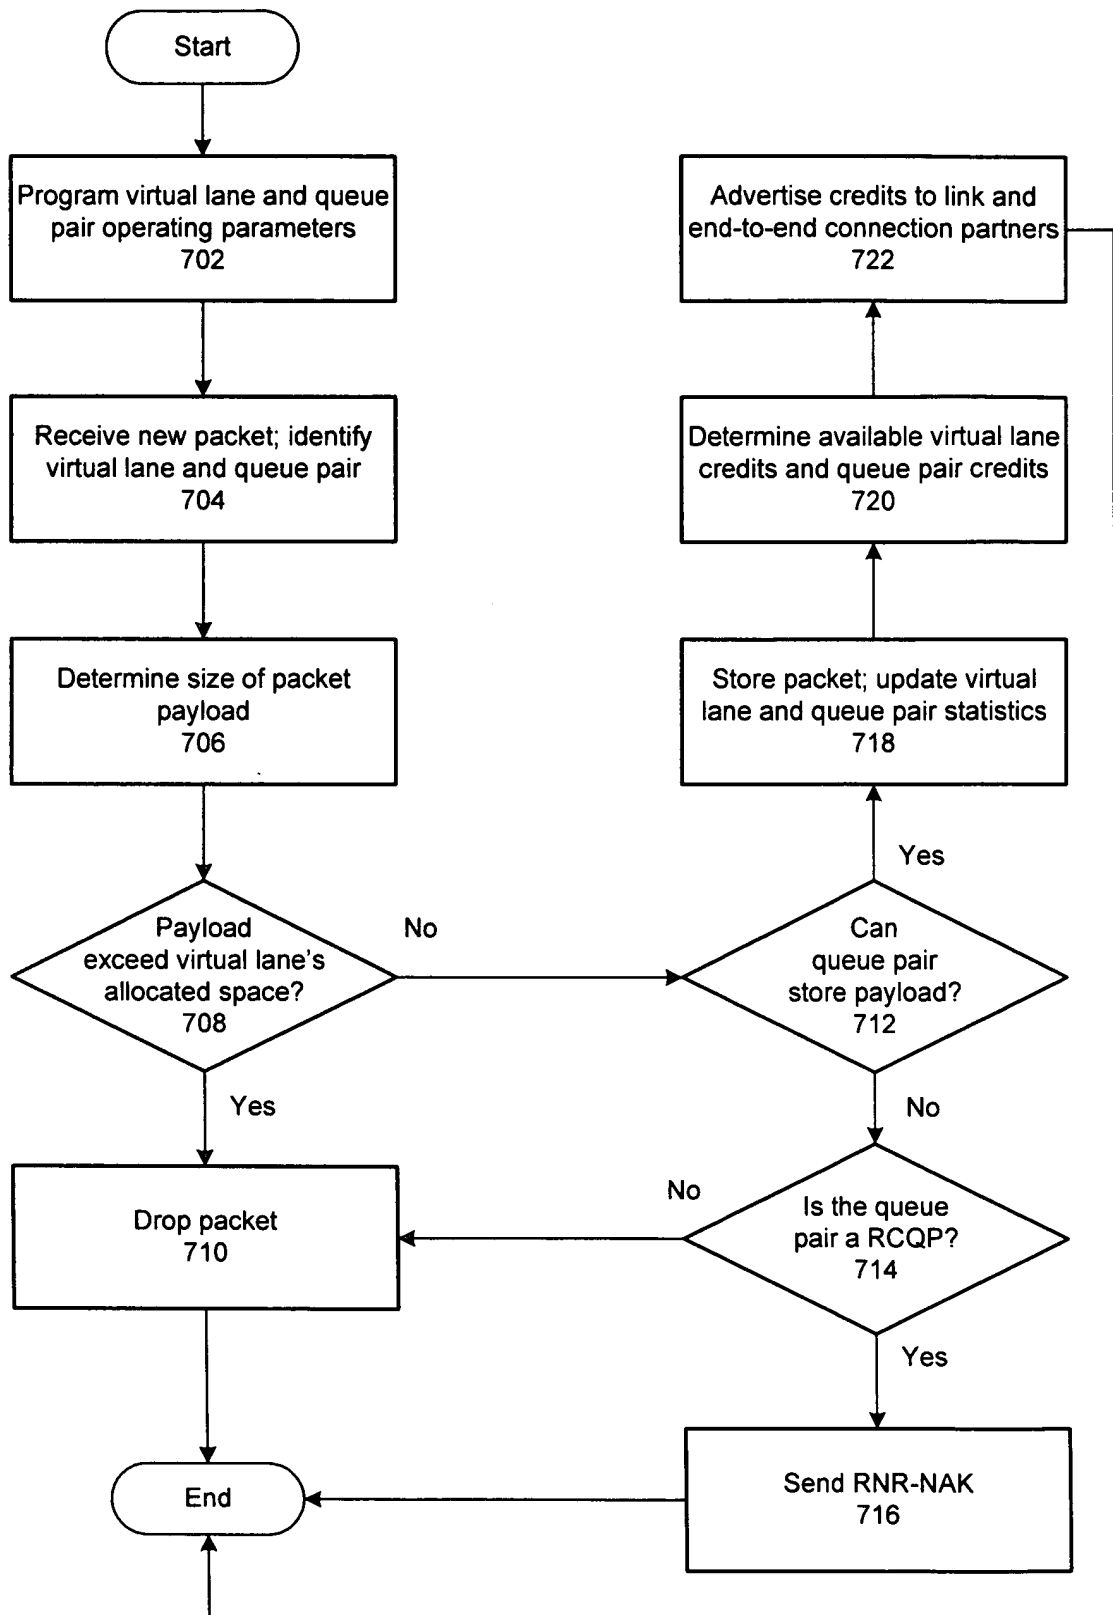 Start
Program virtual lane and queue
pair operating parameters
702
Receive new packet; identify
virtual lane and queue pair
704
Determine size of packet
payload
706
Payload
exceed virtual lane's
allocated space?
708
No
Yes
Drop packet
710
End
Advertise credits to link and
end-to-end connection partners
722
Determine available virtual lane
credits and queue pair credits
720
Store packet; update virtual
lane and queue pair statistics
718
Yes
Can
queue pair
store payload?
712
No
No
Is the queue
pair a RCQP?
714
Yes
Send RNR-NAK
716